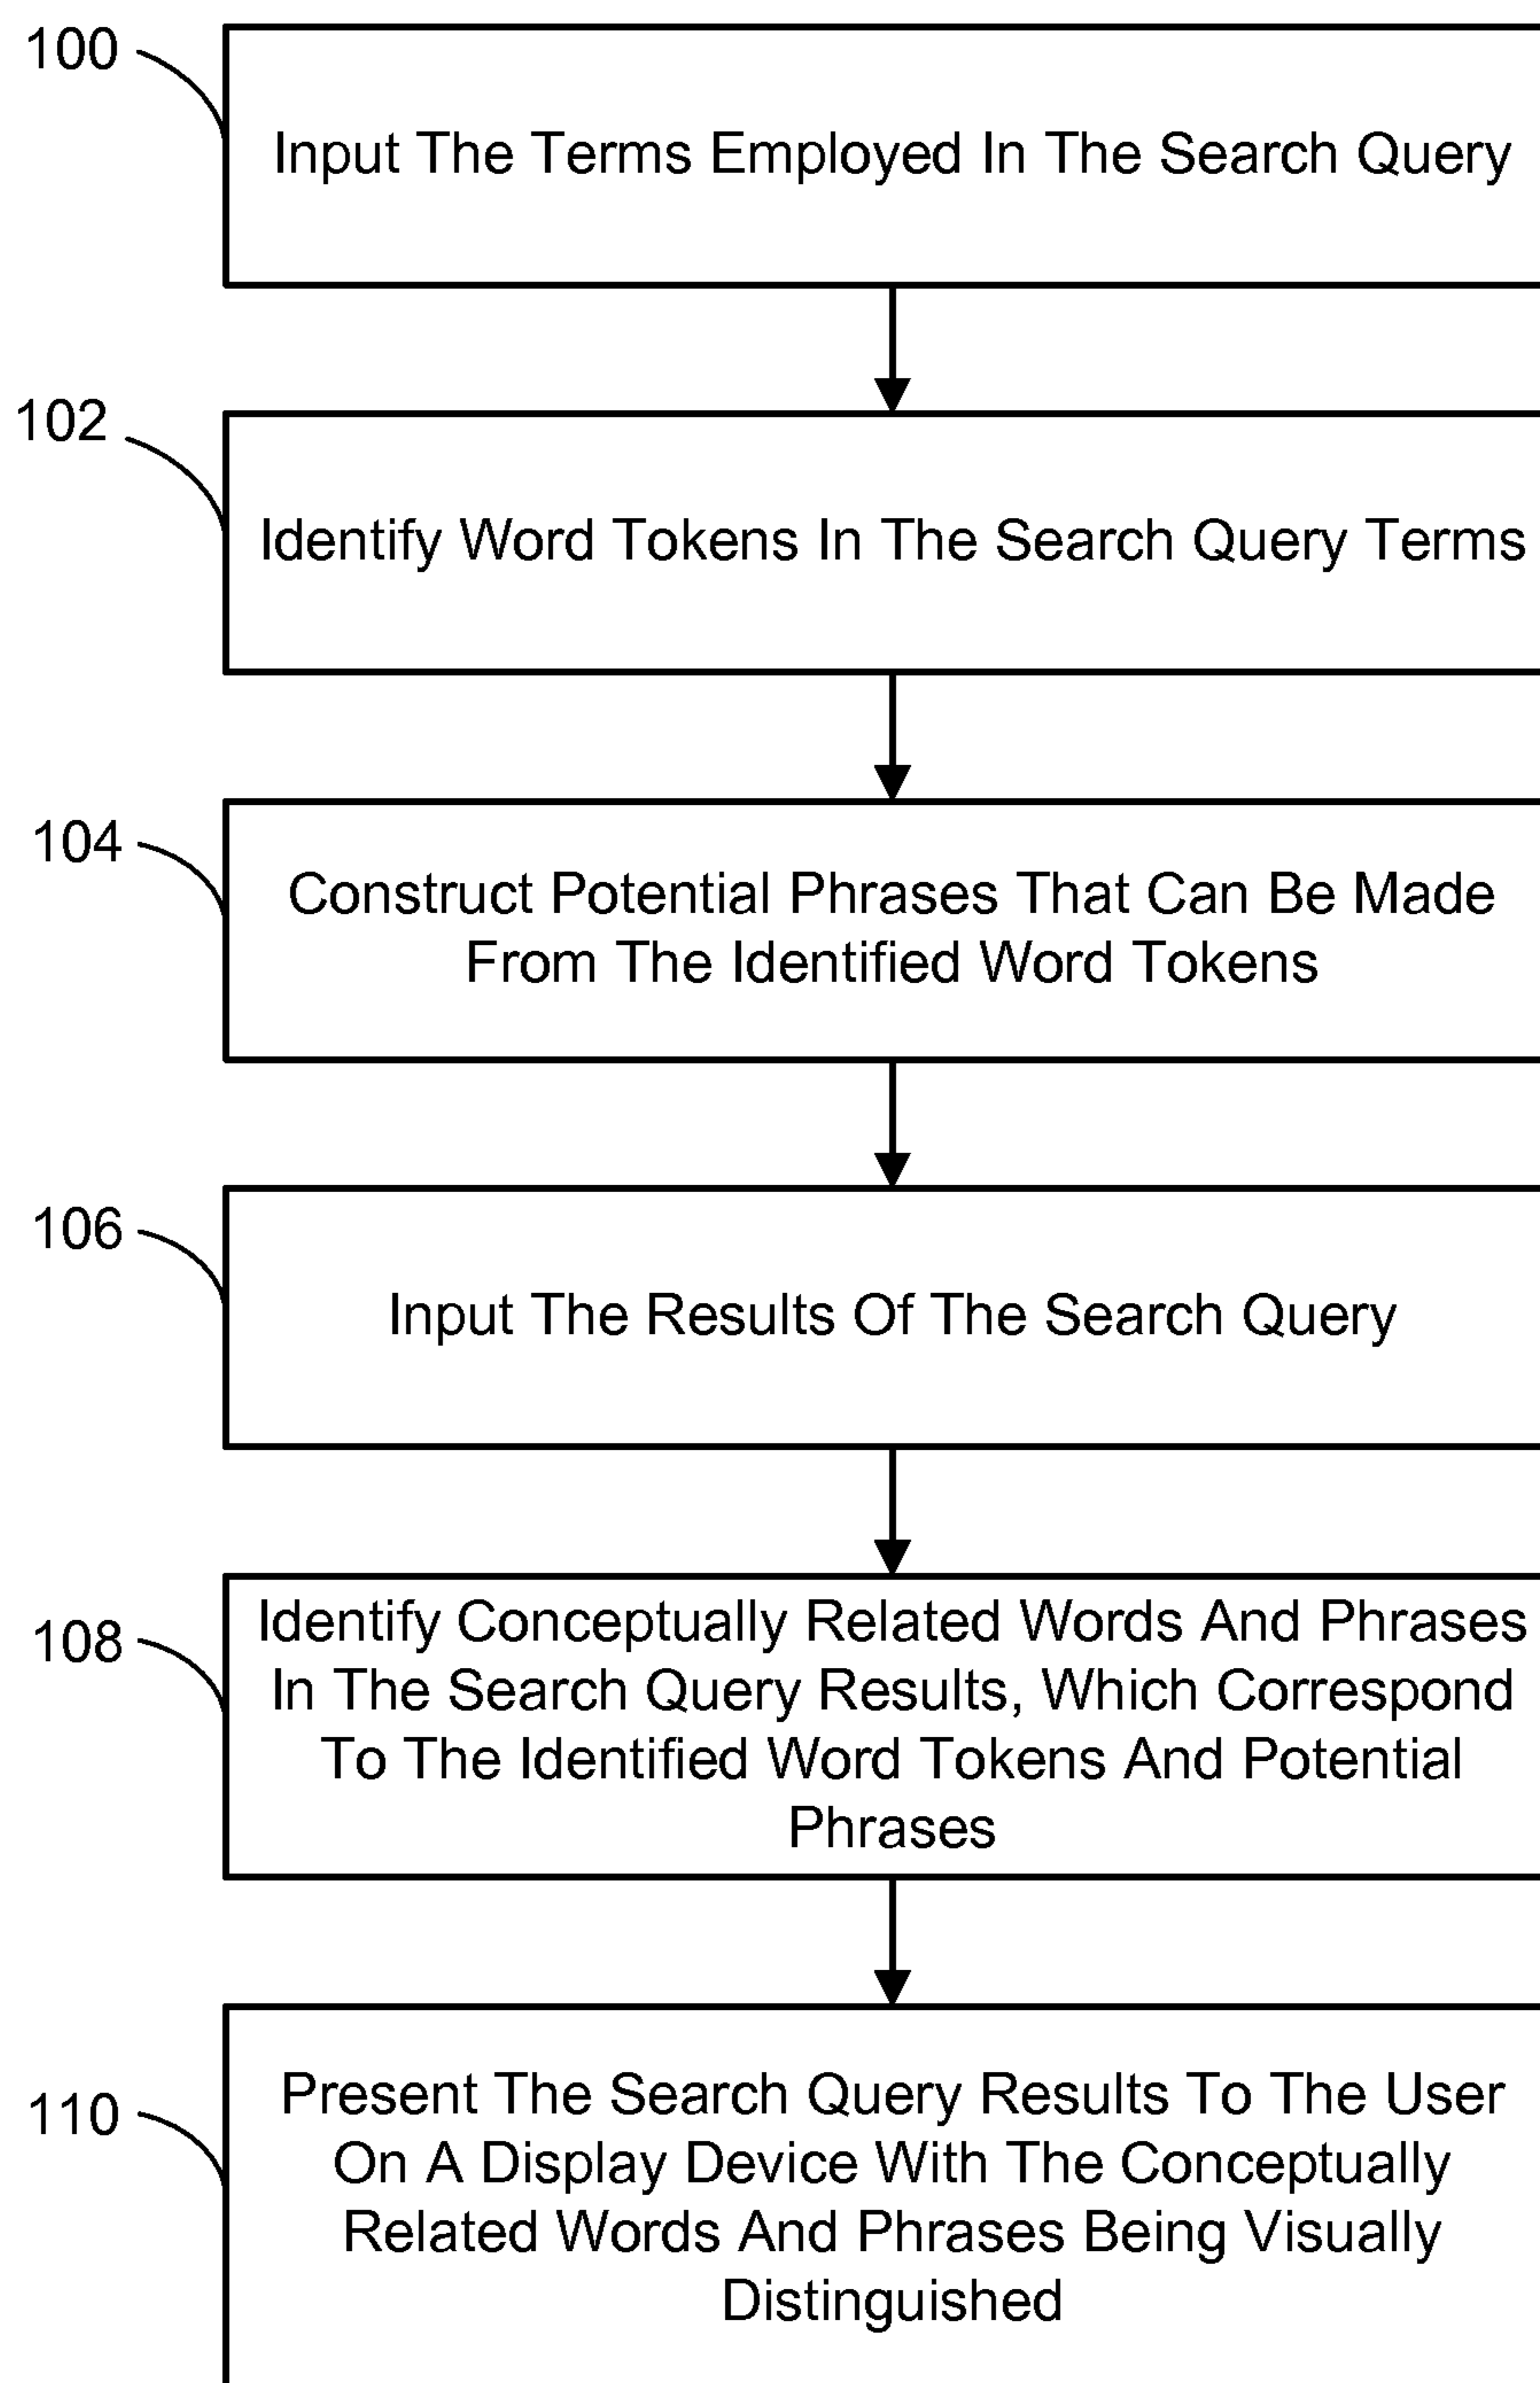 100
Input The Terms Employed In The Search Query
102
Identify Word Tokens In The Search Query Terms
104
Construct Potential Phrases That Can Be Made
From The Identified Word Tokens
106
Input The Results Of The Search Query
108
Identify Conceptually Related Words And Phrases
In The Search Query Results, Which Correspond
To The Identified Word Tokens And Potential
Phrases
110
Present The Search Query Results To The User
On A Display Device With The Conceptually
Related Words And Phrases Being Visually
Distinguished